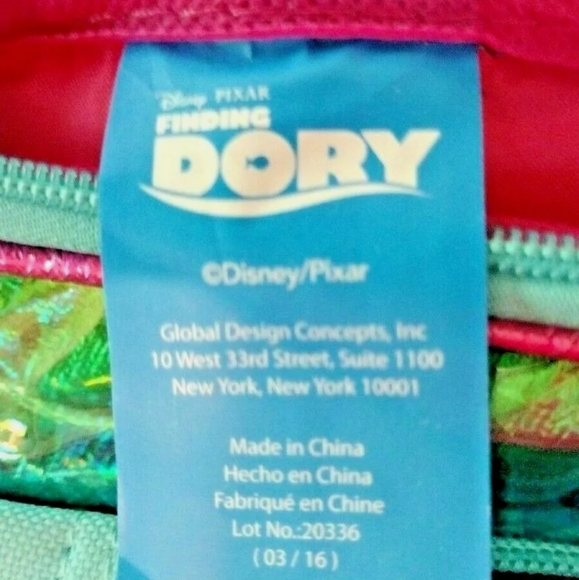 Disney PIXAR
FINDING
DORY
©Disney/Pixar
Global Design Concepts, Inc
10 West 33rd Street, Suite 1100
New York, New York 10001
Made in China
Hecho en China
Fabriqué en Chine
Lot No.:20336
( 03 / 16 )